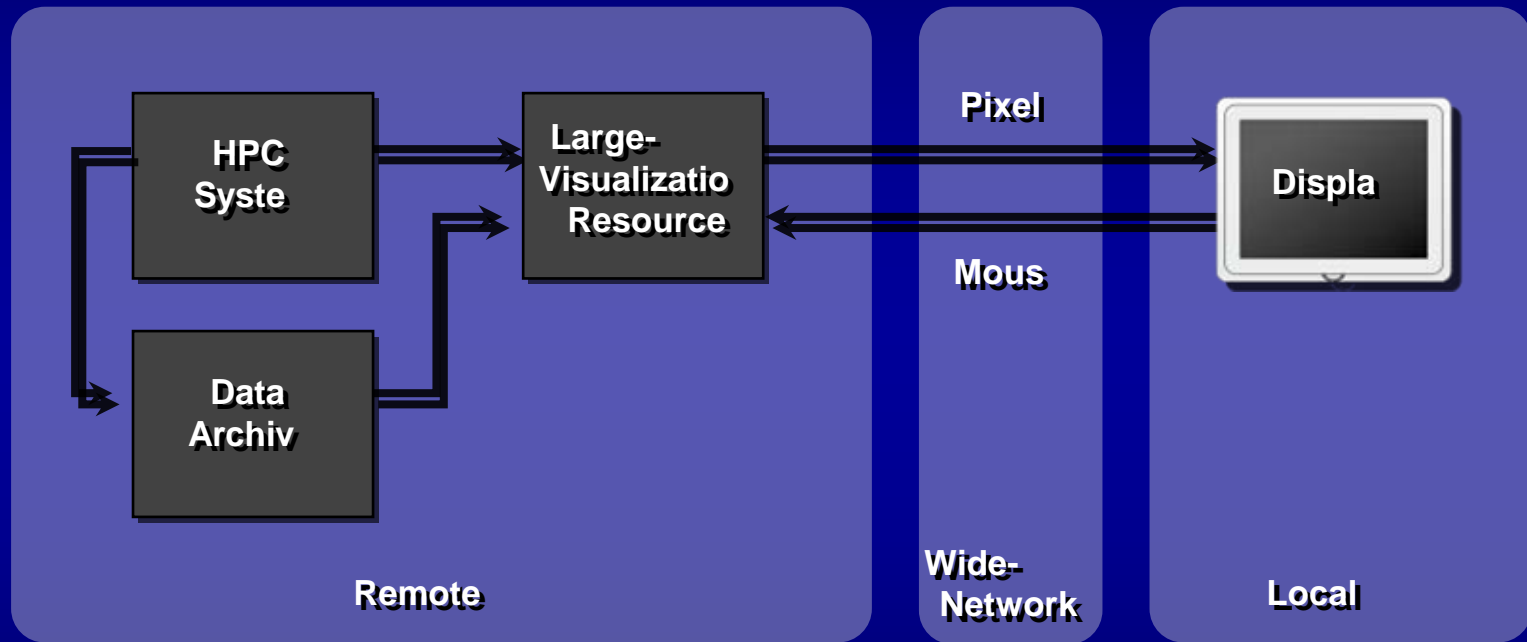 HPC
Syste
Large-
Visualizatio
Resource
Pixel
Displa
Mous
Data
Archiv
Remote
Wide-
Network
Local